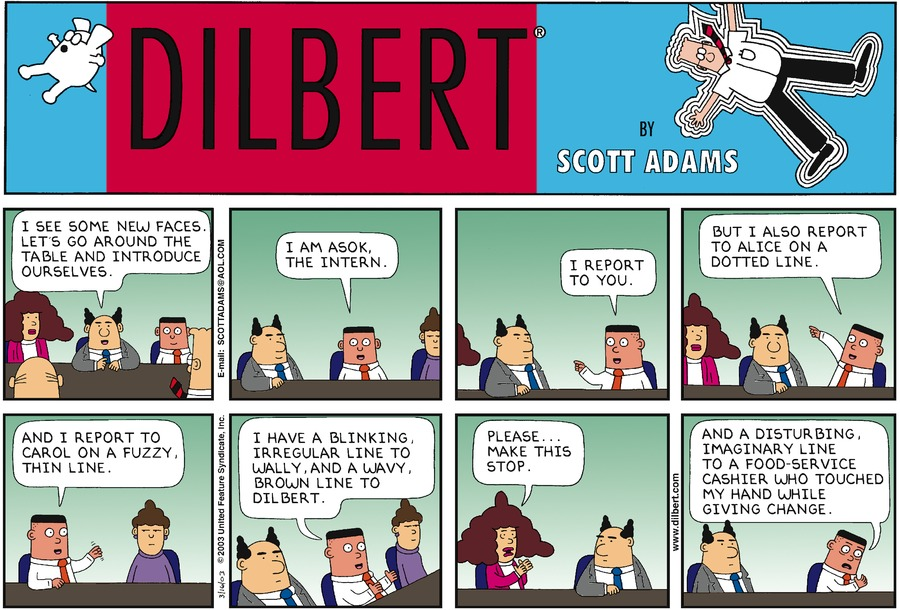 DILBERT®
BY
SCOTT ADAMS
I SEE SOME NEW FACES.
LET'S GO AROUND THE
TABLE AND INTRODUCE
OURSELVES.
E-mail: SCOTTADAMS@AOL.COM
I AM ASOK,
THE INTERN.
I REPORT
TO YOU.
BUT I ALSO REPORT
TO ALICE ON A
DOTTED LINE.
AND I REPORT TO
CAROL ON A FUZZY,
THIN LINE.
3/16/03 © 2003 United Feature Syndicate, Inc.
I HAVE A BLINKING,
IRREGULAR LINE TO
WALLY, AND A WAVY,
BROWN LINE TO
DILBERT.
PLEASE...
MAKE THIS
STOP.
www.dilbert.com
AND A DISTURBING,
IMAGINARY LINE
TO A FOOD-SERVICE
CASHIER WHO TOUCHED
MY HAND WHILE
GIVING CHANGE.